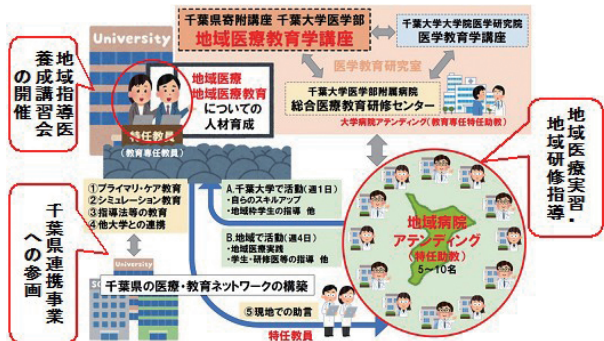 地域指導医
養成講習会
の開催
University
千葉県寄附講座 千葉大学医学部
地域医療教育学講座
千葉大学大学院医学研究院
医学教育学講座
医学教育研究室
千葉大学医学部附属病院
総合医療教育研修センター
大学病院アテンディング(教育専任特任助教)
地域医療
地域医療教育
についての
人材育成
特任教員
(教育専任教員)
地域医療実習・
地域研修指導
①プライマリ・ケア教育
②シミュレーション教育
③指導法等の教育
④他大学との連携
A.千葉大学で活動(週1日)
・自らのスキルアップ
・地域枠学生の指導 他
B.地域で活動(週4日)
・地域医療実践
・学生・研修医等の指導 他
地域病院
アテンディング
(特任助教)
5～10名
千葉県連携事業
への参画
University
千葉県の医療・教育ネットワークの構築
⑤現地での助言
特任教員